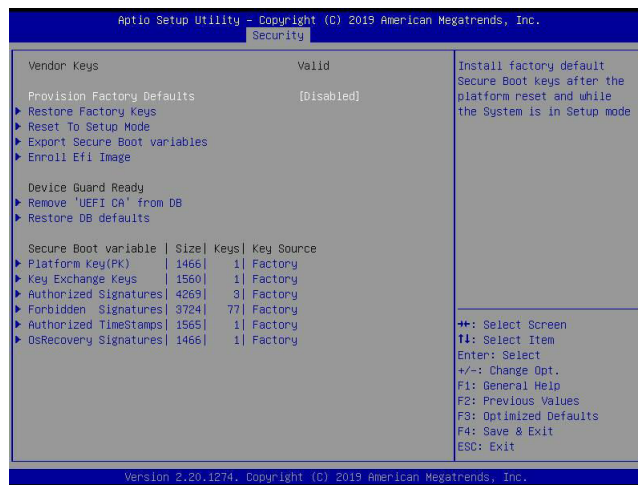 Aptio Setup Utility – Copyright (C) 2019 American Megatrends, Inc.
Security
Vendor Keys Valid
Provision Factory Defaults [Disabled]
Restore Factory Keys
Reset To Setup Mode
Export Secure Boot variables
Enroll Efi Image
Device Guard Ready
Remove 'UEFI CA' from DB
Restore DB defaults
Secure Boot variable | Size| Keys| Key Source
Platform Key(PK) | 1466| 1| Factory
Key Exchange Keys | 1560| 1| Factory
Authorized Signatures| 4269| 3| Factory
Forbidden Signatures| 3724| 77| Factory
Authorized TimeStamps| 1565| 1| Factory
OsRecovery Signatures| 1466| 1| Factory
Install factory default
Secure Boot keys after the
platform reset and while
the System is in Setup mode
→←: Select Screen
↑↓: Select Item
Enter: Select
+/-: Change Opt.
F1: General Help
F2: Previous Values
F3: Optimized Defaults
F4: Save & Exit
ESC: Exit
Version 2.20.1274. Copyright (C) 2019 American Megatrends, Inc.